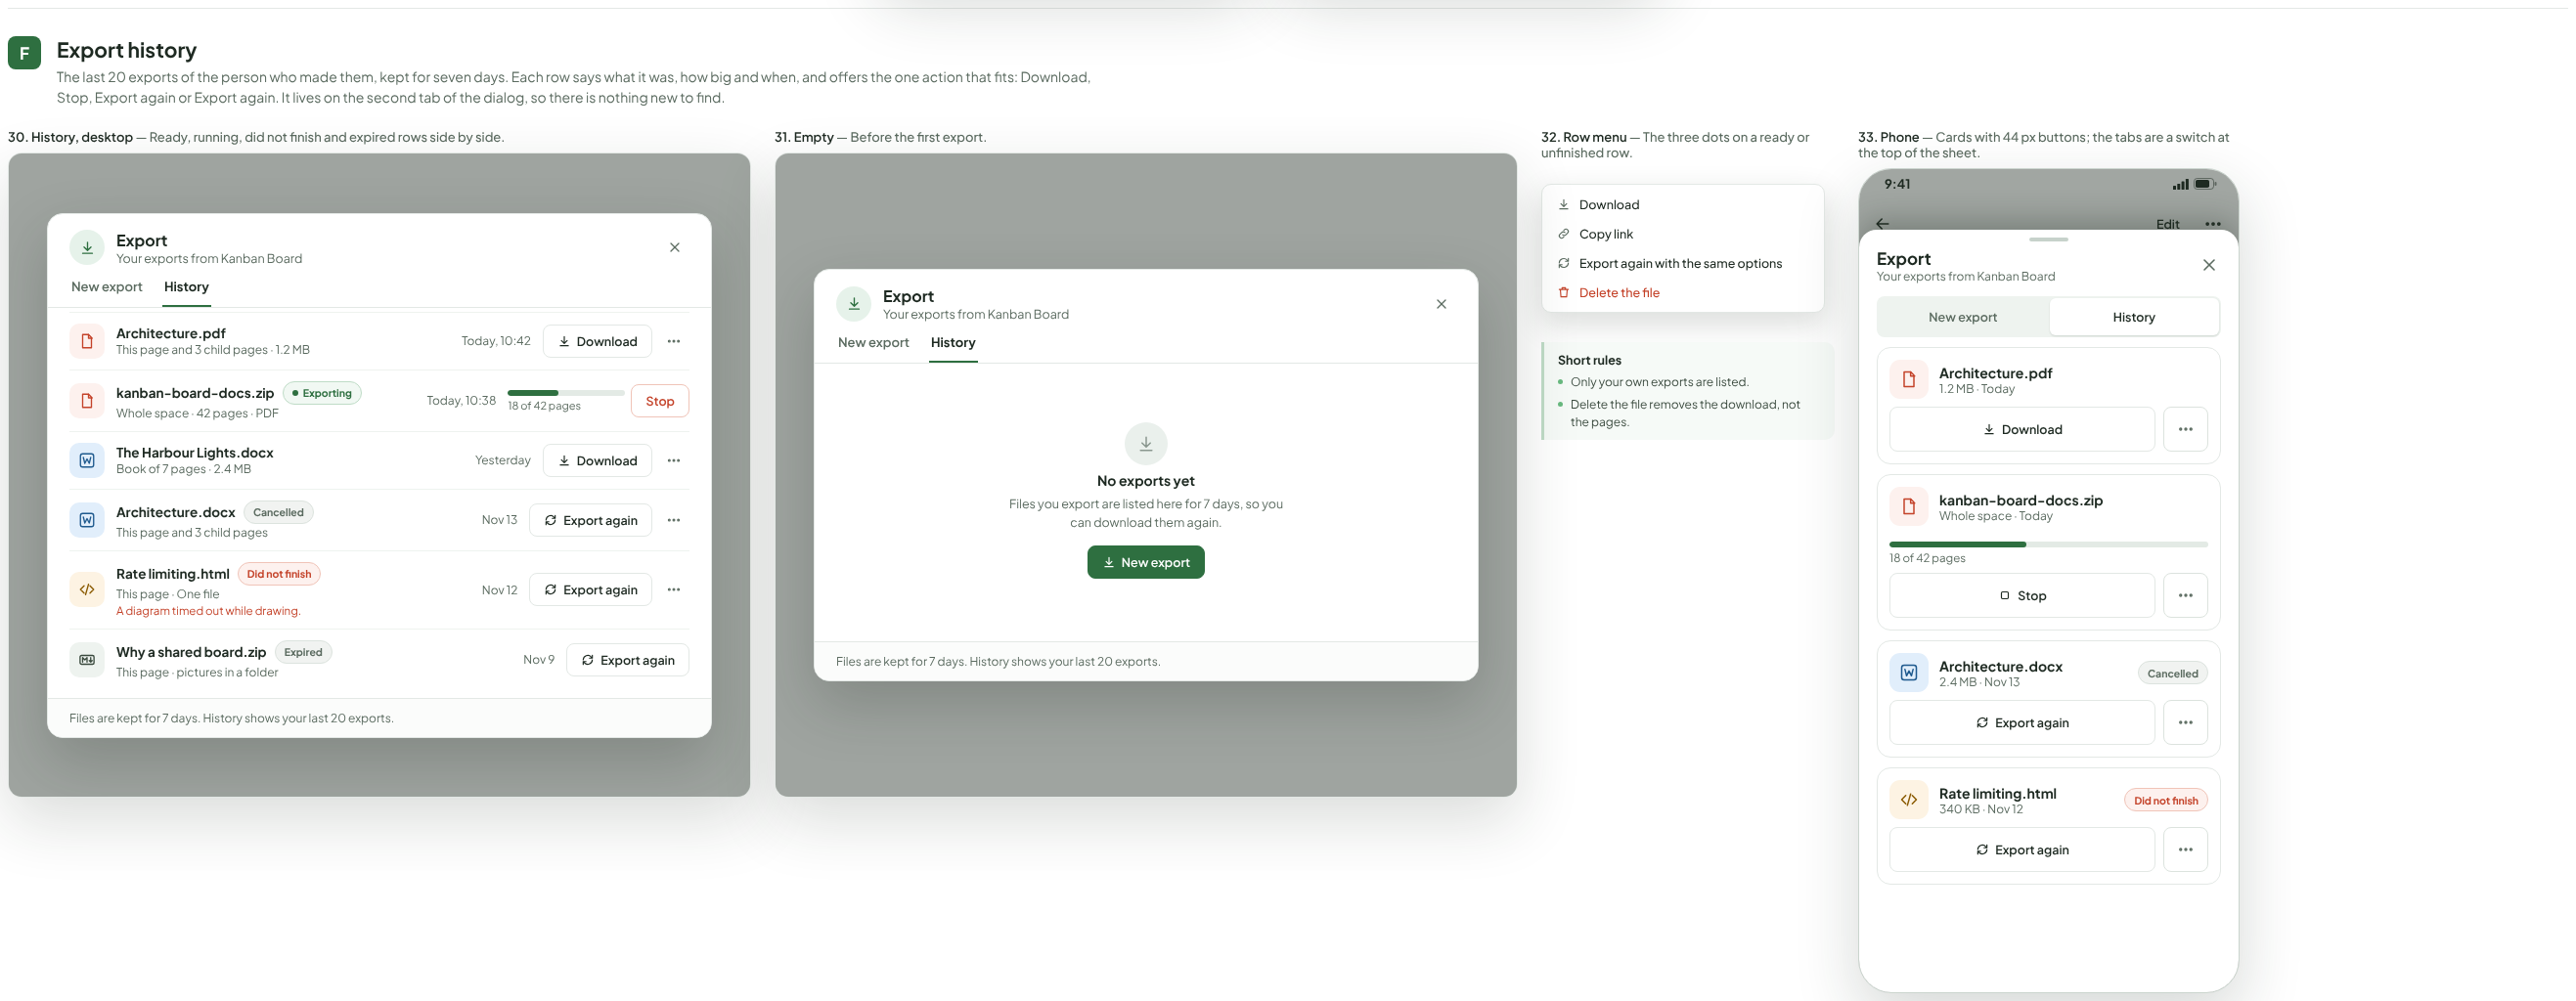 F
Export history
The last 20 exports of the person who made them, kept for seven days. Each row says what it was, how big and when, and offers the one action that fits: Download,
Stop, Export again or Export again. It lives on the second tab of the dialog, so there is nothing new to find.
30. History, desktop — Ready, running, did not finish and expired rows side by side.
Export
Your exports from Kanban Board
New export History
Architecture.pdf
This page and 3 child pages · 1.2 MB
Today, 10:42
Download
kanban-board-docs.zip
Exporting
Whole space · 42 pages · PDF
Today, 10:38
18 of 42 pages
Stop
The Harbour Lights.docx
Book of 7 pages · 2.4 MB
Yesterday
Download
Architecture.docx
Cancelled
This page and 3 child pages
Nov 13
Export again
Rate limiting.html
Did not finish
This page · One file
A diagram timed out while drawing.
Nov 12
Export again
Why a shared board.zip
Expired
This page · pictures in a folder
Nov 9
Export again
Files are kept for 7 days. History shows your last 20 exports.
31. Empty — Before the first export.
Export
Your exports from Kanban Board
New export History
No exports yet
Files you export are listed here for 7 days, so you
can download them again.
New export
Files are kept for 7 days. History shows your last 20 exports.
32. Row menu — The three dots on a ready or
unfinished row.
Download
Copy link
Export again with the same options
Delete the file
Short rules
Only your own exports are listed.
Delete the file removes the download, not
the pages.
33. Phone — Cards with 44 px buttons; the tabs are a switch at
the top of the sheet.
9:41
Edit
Export
Your exports from Kanban Board
New export History
Architecture.pdf
1.2 MB · Today
Download
kanban-board-docs.zip
Whole space · Today
18 of 42 pages
Stop
Architecture.docx
2.4 MB · Nov 13
Cancelled
Export again
Rate limiting.html
340 KB · Nov 12
Did not finish
Export again